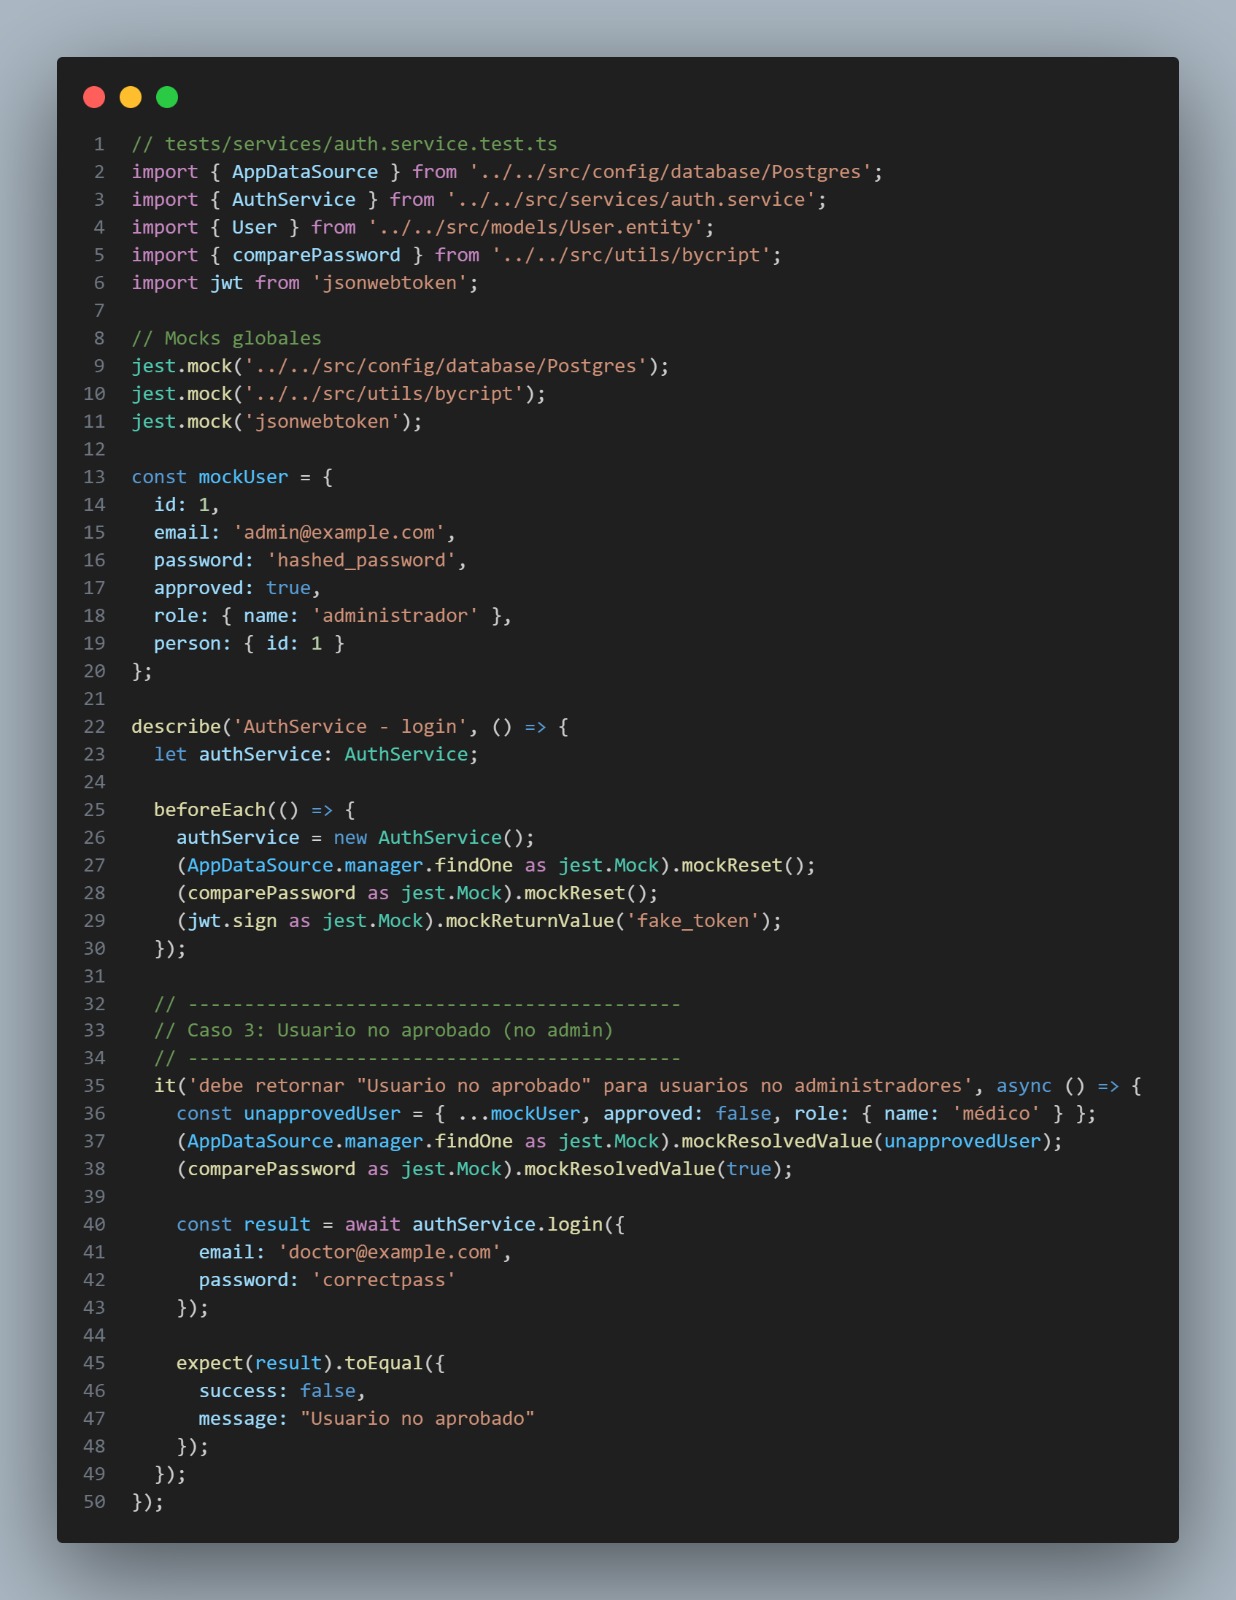 1 // tests/services/auth.service.test.ts
2 import { AppDataSource } from '../../src/config/database/Postgres';
3 import { AuthService } from '../../src/services/auth.service';
4 import { User } from '../../src/models/User.entity';
5 import { comparePassword } from '../../src/utils/bycript';
6 import jwt from 'jsonwebtoken';
7
8 // Mocks globales
9 jest.mock('../../src/config/database/Postgres');
10 jest.mock('../../src/utils/bycript');
11 jest.mock('jsonwebtoken');
12
13 const mockUser = {
14   id: 1,
15   email: 'admin@example.com',
16   password: 'hashed_password',
17   approved: true,
18   role: { name: 'administrador' },
19   person: { id: 1 }
20 };
21
22 describe('AuthService - login', () => {
23   let authService: AuthService;
24
25   beforeEach(() => {
26     authService = new AuthService();
27     (AppDataSource.manager.findOne as jest.Mock).mockReset();
28     (comparePassword as jest.Mock).mockReset();
29     (jwt.sign as jest.Mock).mockReturnValue('fake_token');
30   });
31
32   // --------------------------------------------
33   // Caso 3: Usuario no aprobado (no admin)
34   // --------------------------------------------
35   it('debe retornar "Usuario no aprobado" para usuarios no administradores', async () => {
36     const unapprovedUser = { ...mockUser, approved: false, role: { name: 'médico' } };
37     (AppDataSource.manager.findOne as jest.Mock).mockResolvedValue(unapprovedUser);
38     (comparePassword as jest.Mock).mockResolvedValue(true);
39
40     const result = await authService.login({
41       email: 'doctor@example.com',
42       password: 'correctpass'
43     });
44
45     expect(result).toEqual({
46       success: false,
47       message: "Usuario no aprobado"
48     });
49   });
50 });